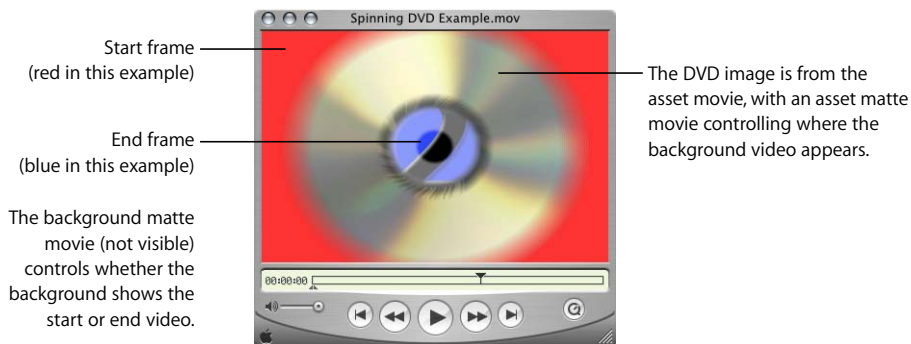 Spinning DVD Example.mov
Start frame
(red in this example)
End frame
(blue in this example)
The background matte
movie (not visible)
controls whether the
background shows the
start or end video.
The DVD image is from the
asset movie, with an asset matte
movie controlling where the
background video appears.
00:00:00